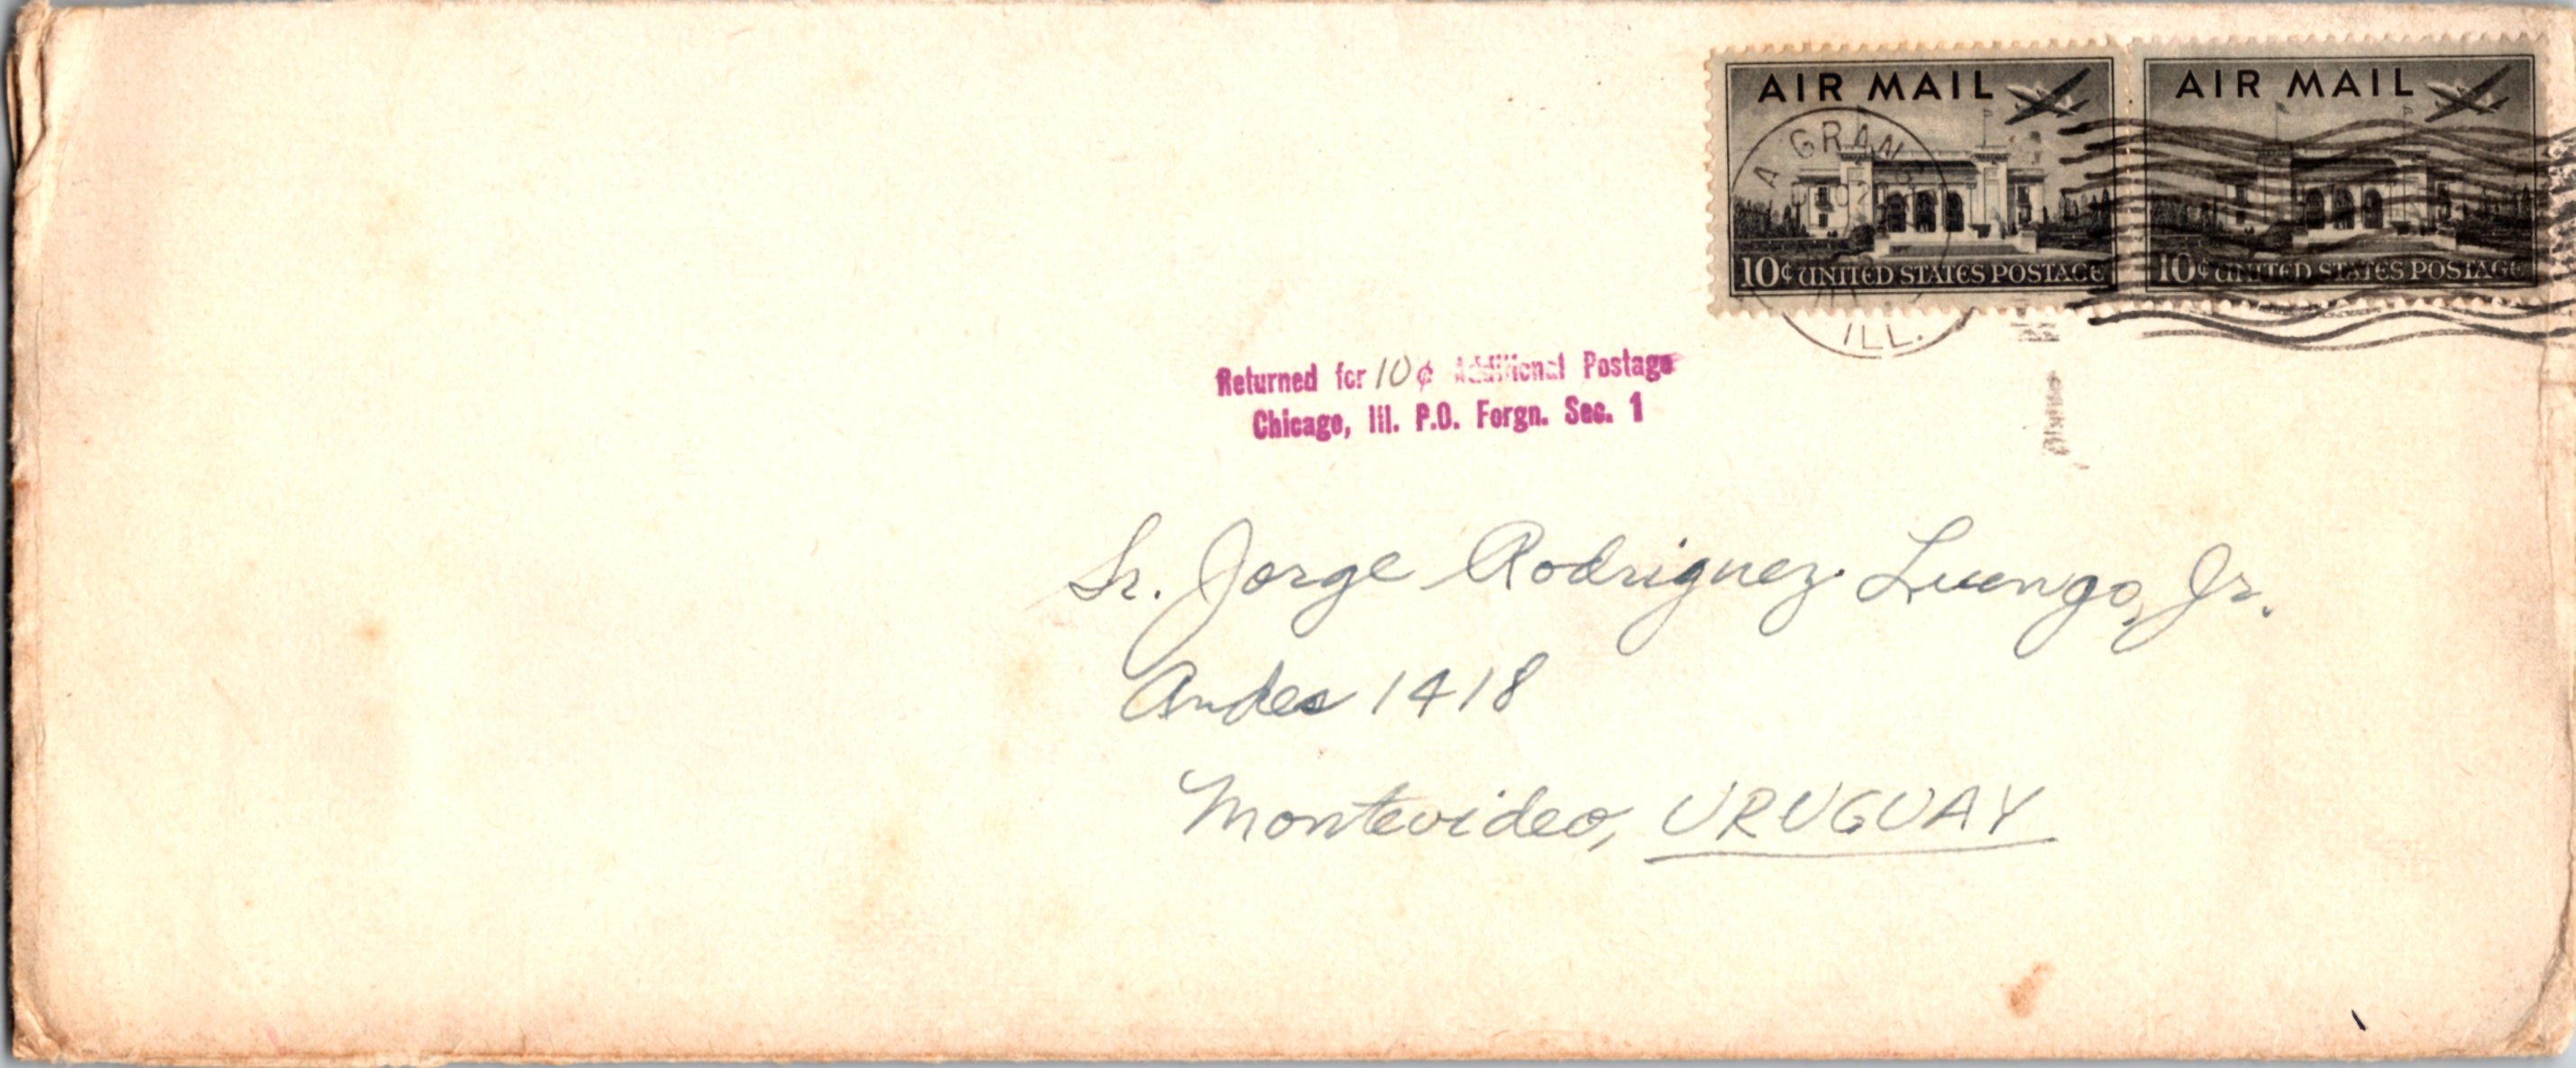 AIR MAIL
10¢ UNITED STATES POSTAGE
AIR MAIL
10¢ UNITED STATES POSTAGE
A GRANGE
ILL.
Returned for 10¢ Additional Postage
Chicago, Ill. P.O. Forgn. Sec. 1
Sr. Jorge Rodriguez Luengo, Jr.
Andes 1418
Montevideo, URUGUAY